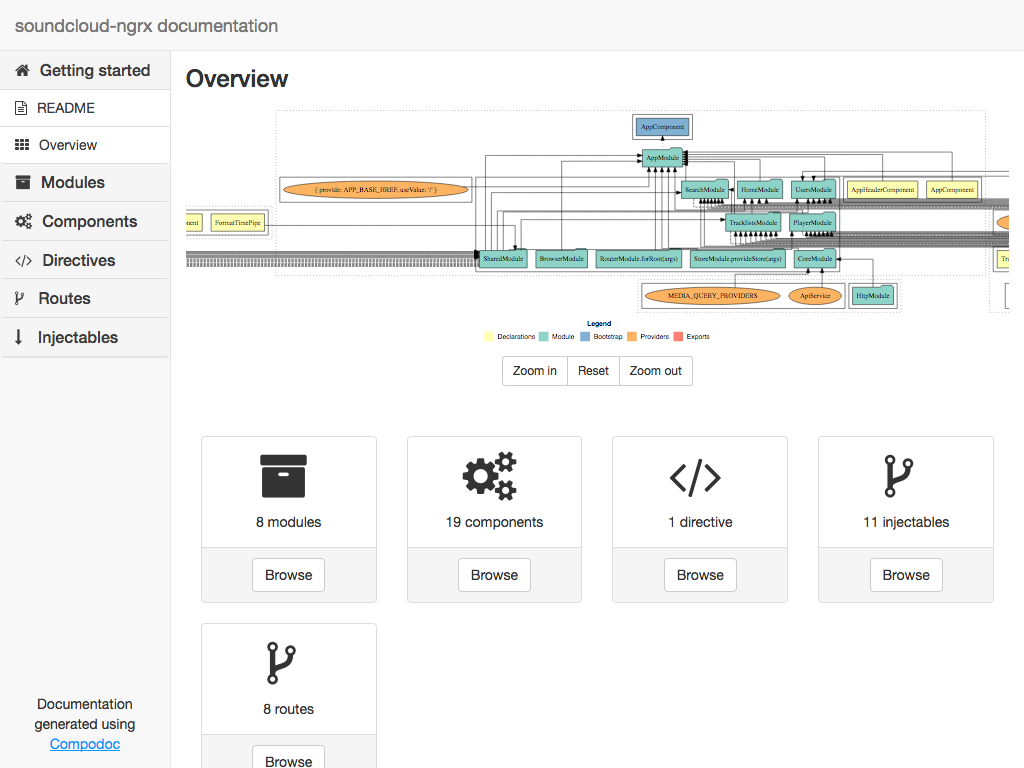 soundcloud-ngrx documentation
Getting started
README
Overview
Modules
Components
Directives
Routes
Injectables
Documentation
generated using
Compodoc
Overview
AppComponent
AppModule
{ provide: APP_BASE_HREF, useValue: '/' }
SearchModule
HomeModule
UsersModule
AppHeaderComponent
AppComponent
FormatTimePipe
TracklistsModule
PlayerModule
SharedModule
BrowserModule
RouterModule.forRoot(args)
StoreModule.provideStore(args)
CoreModule
MEDIA_QUERY_PROVIDERS
ApiService
HttpModule
Legend
Declarations Module Bootstrap Providers Exports
Zoom in Reset Zoom out
8 modules
Browse
19 components
Browse
1 directive
Browse
11 injectables
Browse
8 routes
Browse